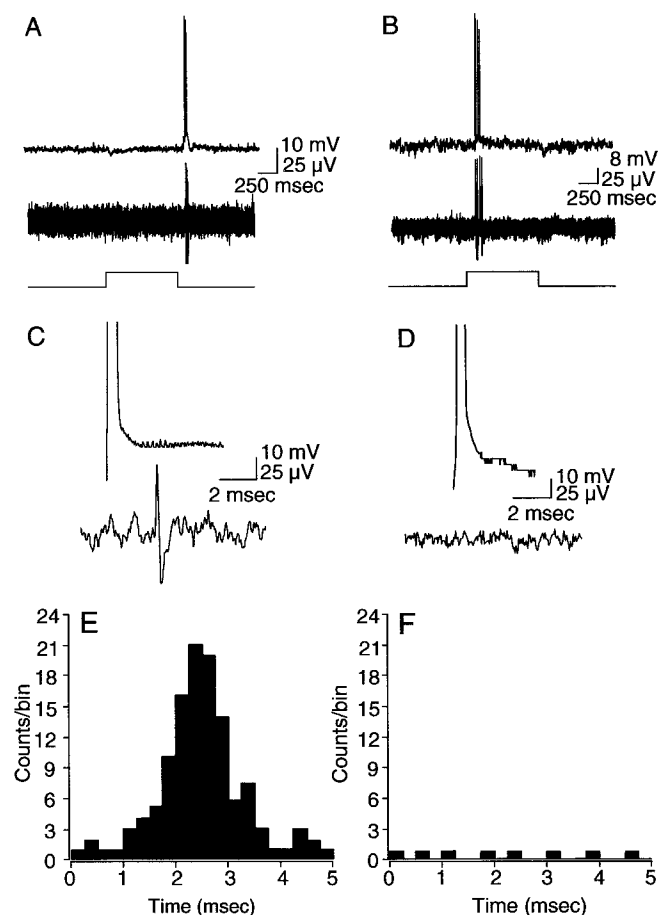 A
10 mV
25 µV
250 msec
B
8 mV
25 µV
250 msec
C
10 mV
25 µV
2 msec
D
10 mV
25 µV
2 msec
E
Counts/bin
24
21
18
15
12
9
6
3
0
0 1 2 3 4 5
Time (msec)
F
Counts/bin
24
21
18
15
12
9
6
3
0
0 1 2 3 4 5
Time (msec)